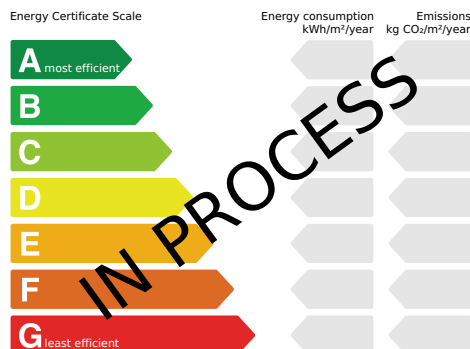 Energy Certificate Scale
Energy consumption
kWh/m²/year
Emissions
kg CO₂/m²/year
A most efficient
B
C
D
E
F
G least efficient
IN PROCESS